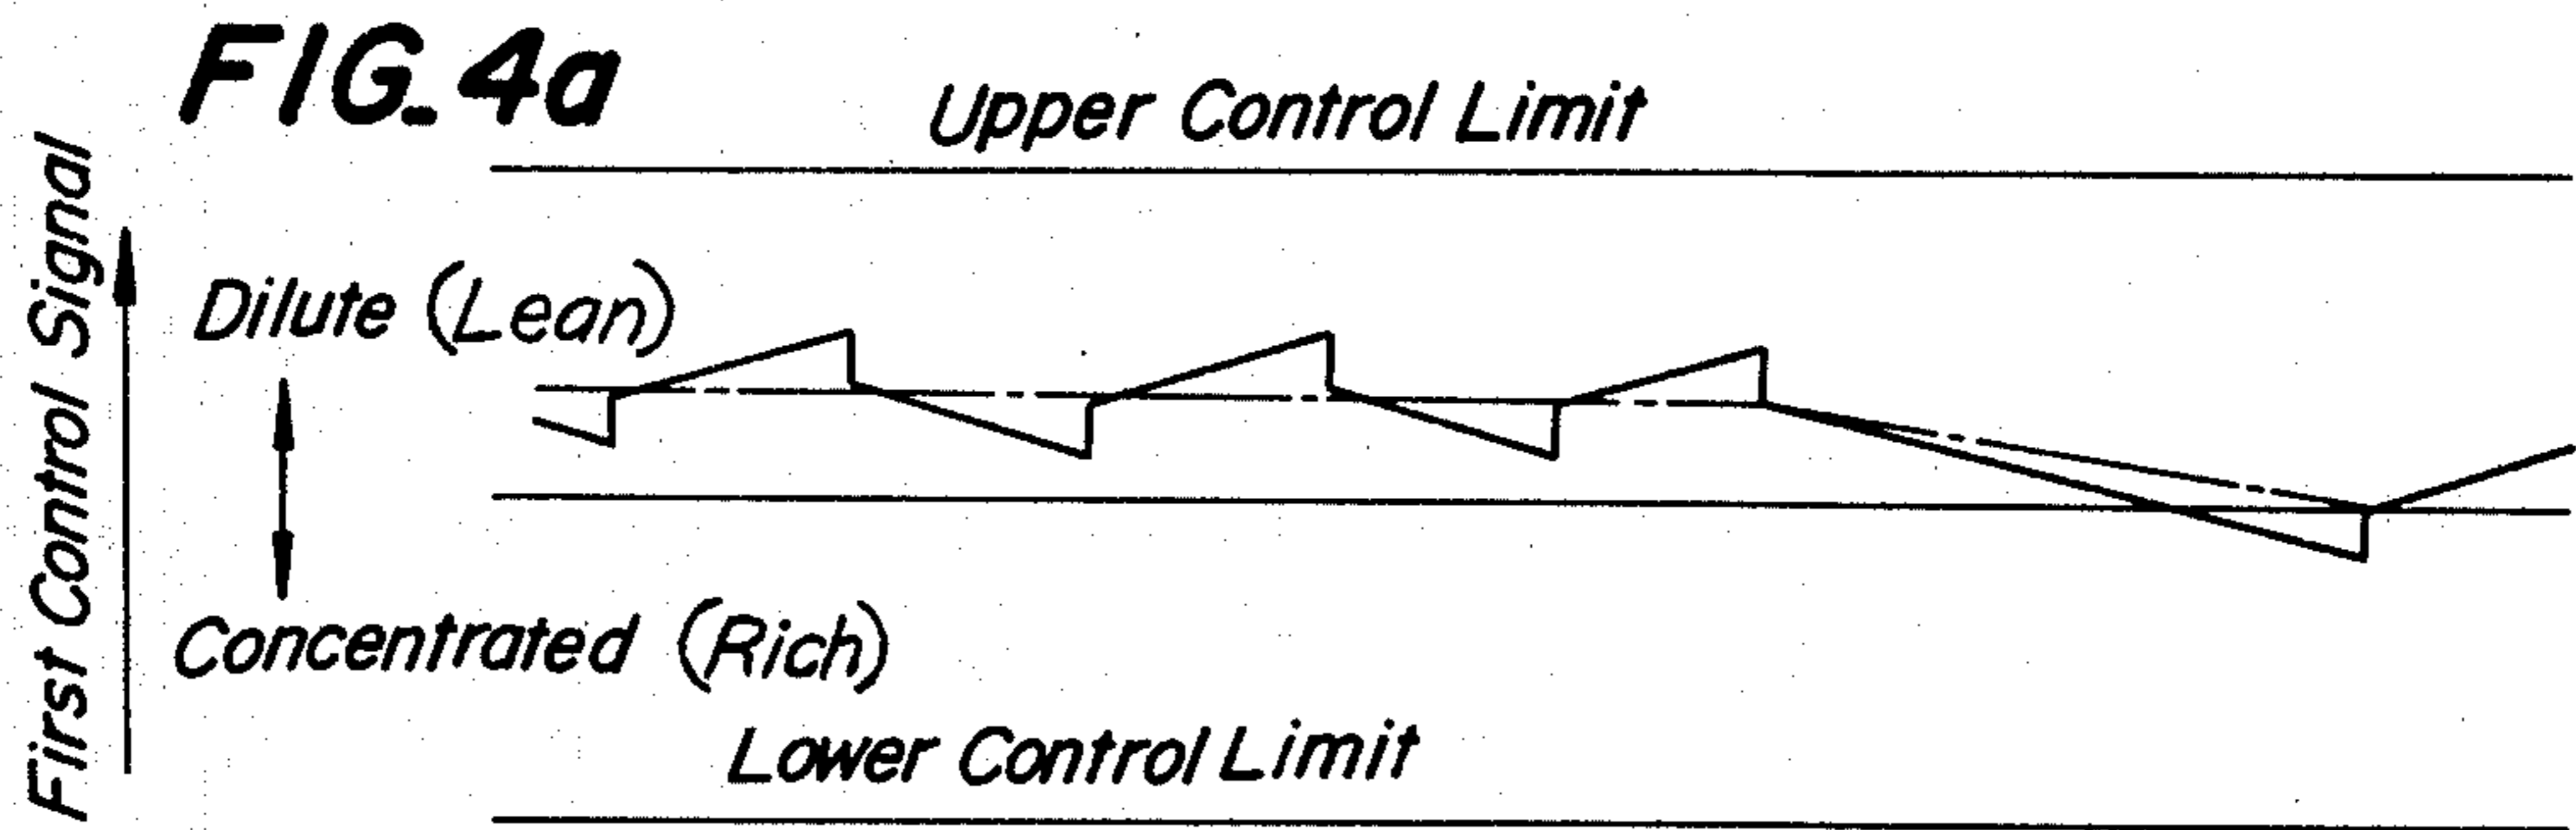 FIG. 4a
Upper Control Limit
First Control Signal
Dilute (Lean)
Concentrated (Rich)
Lower Control Limit